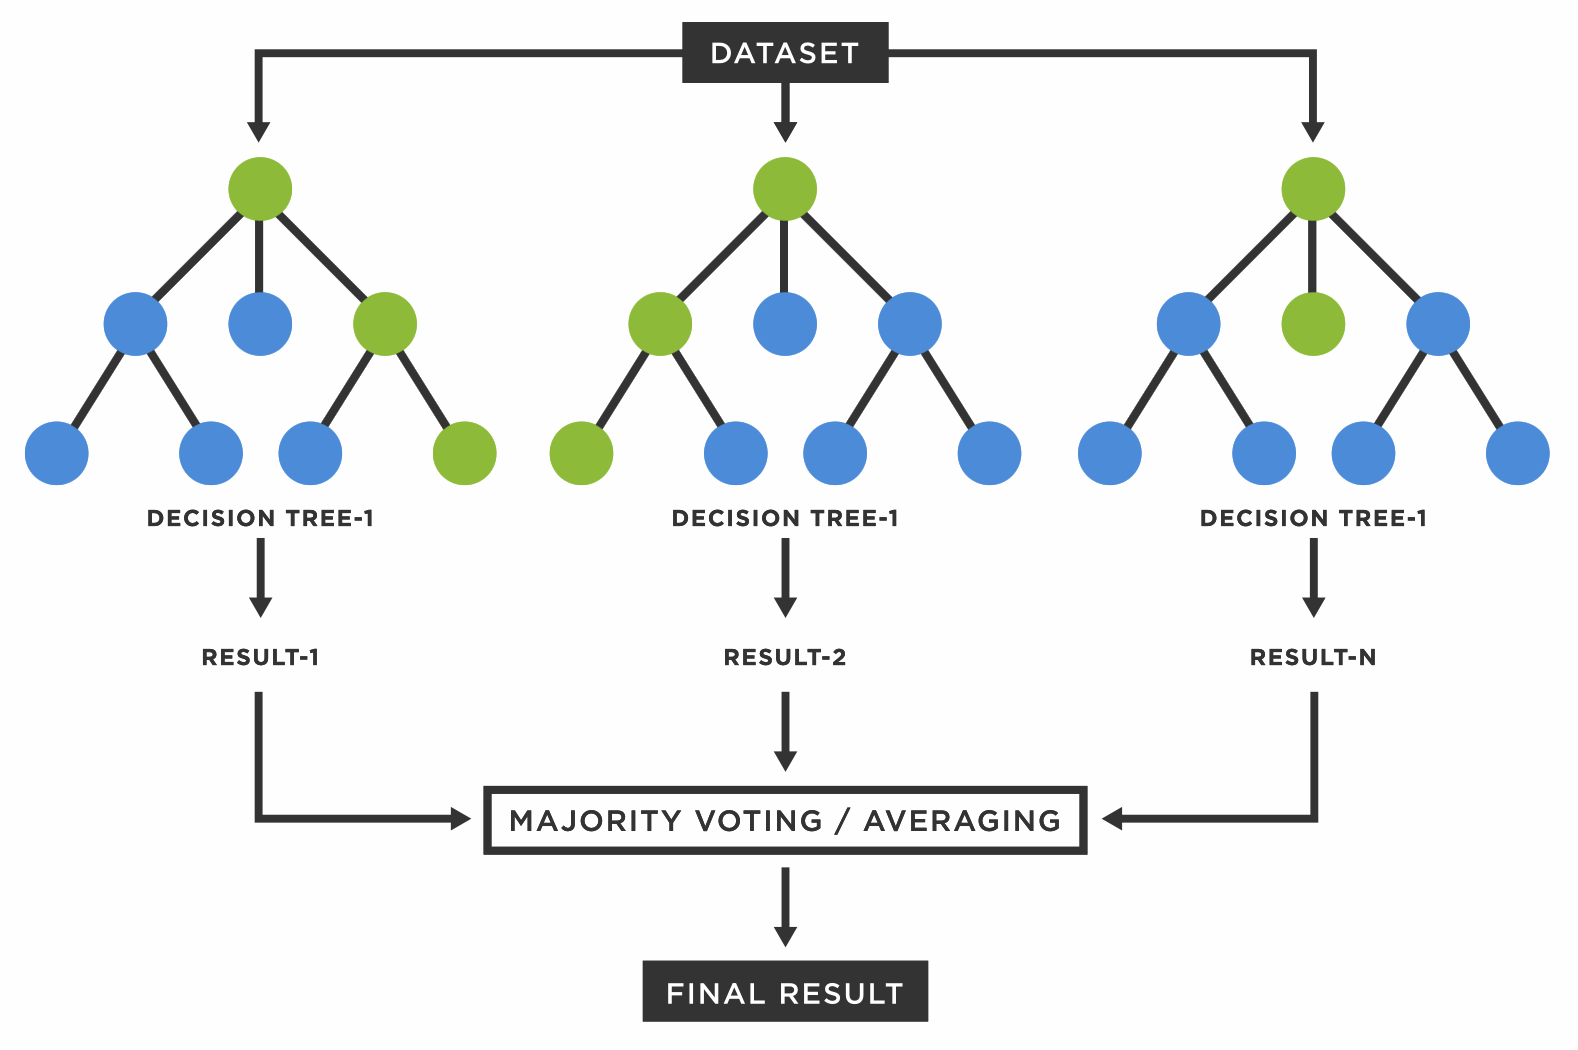 DATASET
DECISION TREE-1
DECISION TREE-1
DECISION TREE-1
RESULT-1
RESULT-2
RESULT-N
MAJORITY VOTING / AVERAGING
FINAL RESULT